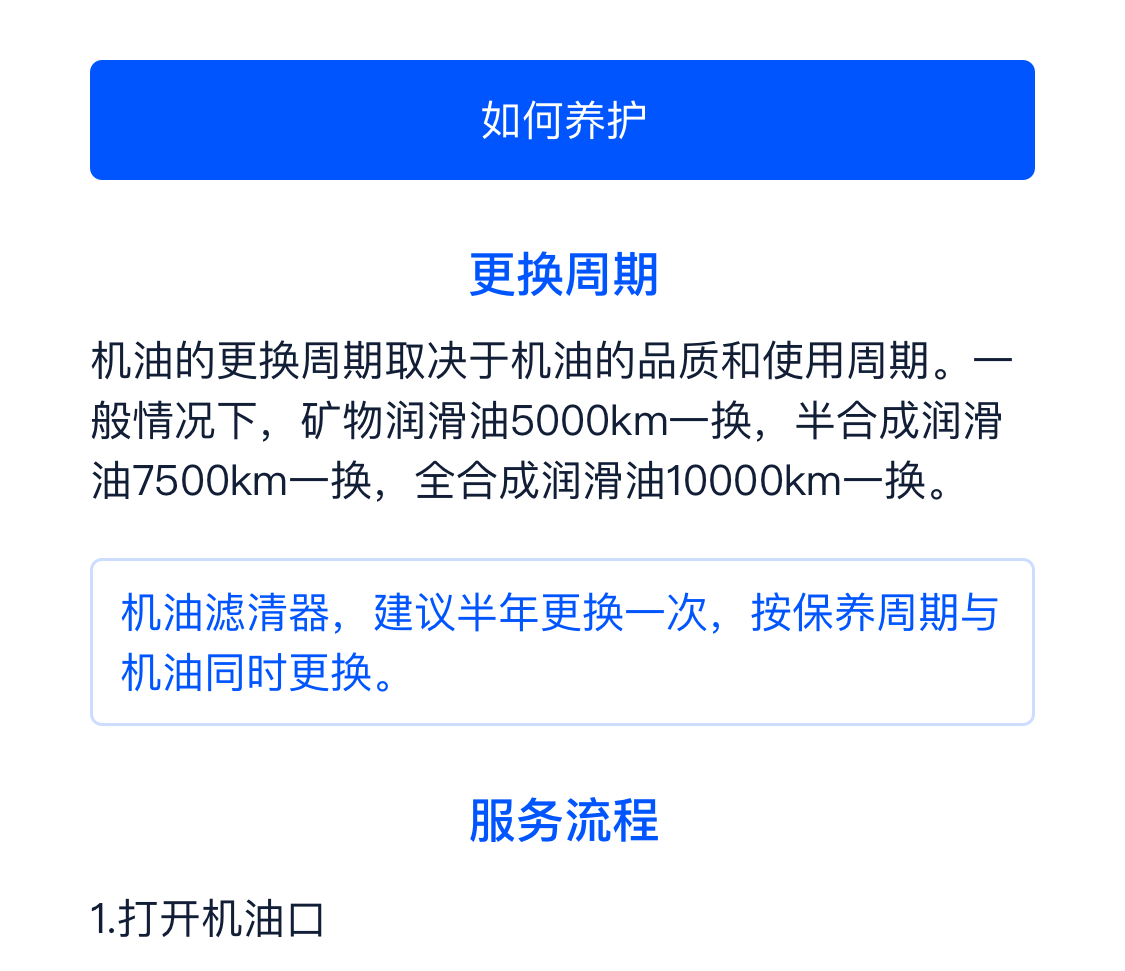 如何养护
更换周期
机油的更换周期取决于机油的品质和使用周期。一
般情况下，矿物润滑油5000km一换，半合成润滑
油7500km一换，全合成润滑油10000km一换。
机油滤清器，建议半年更换一次，按保养周期与
机油同时更换。
服务流程
1.打开机油口